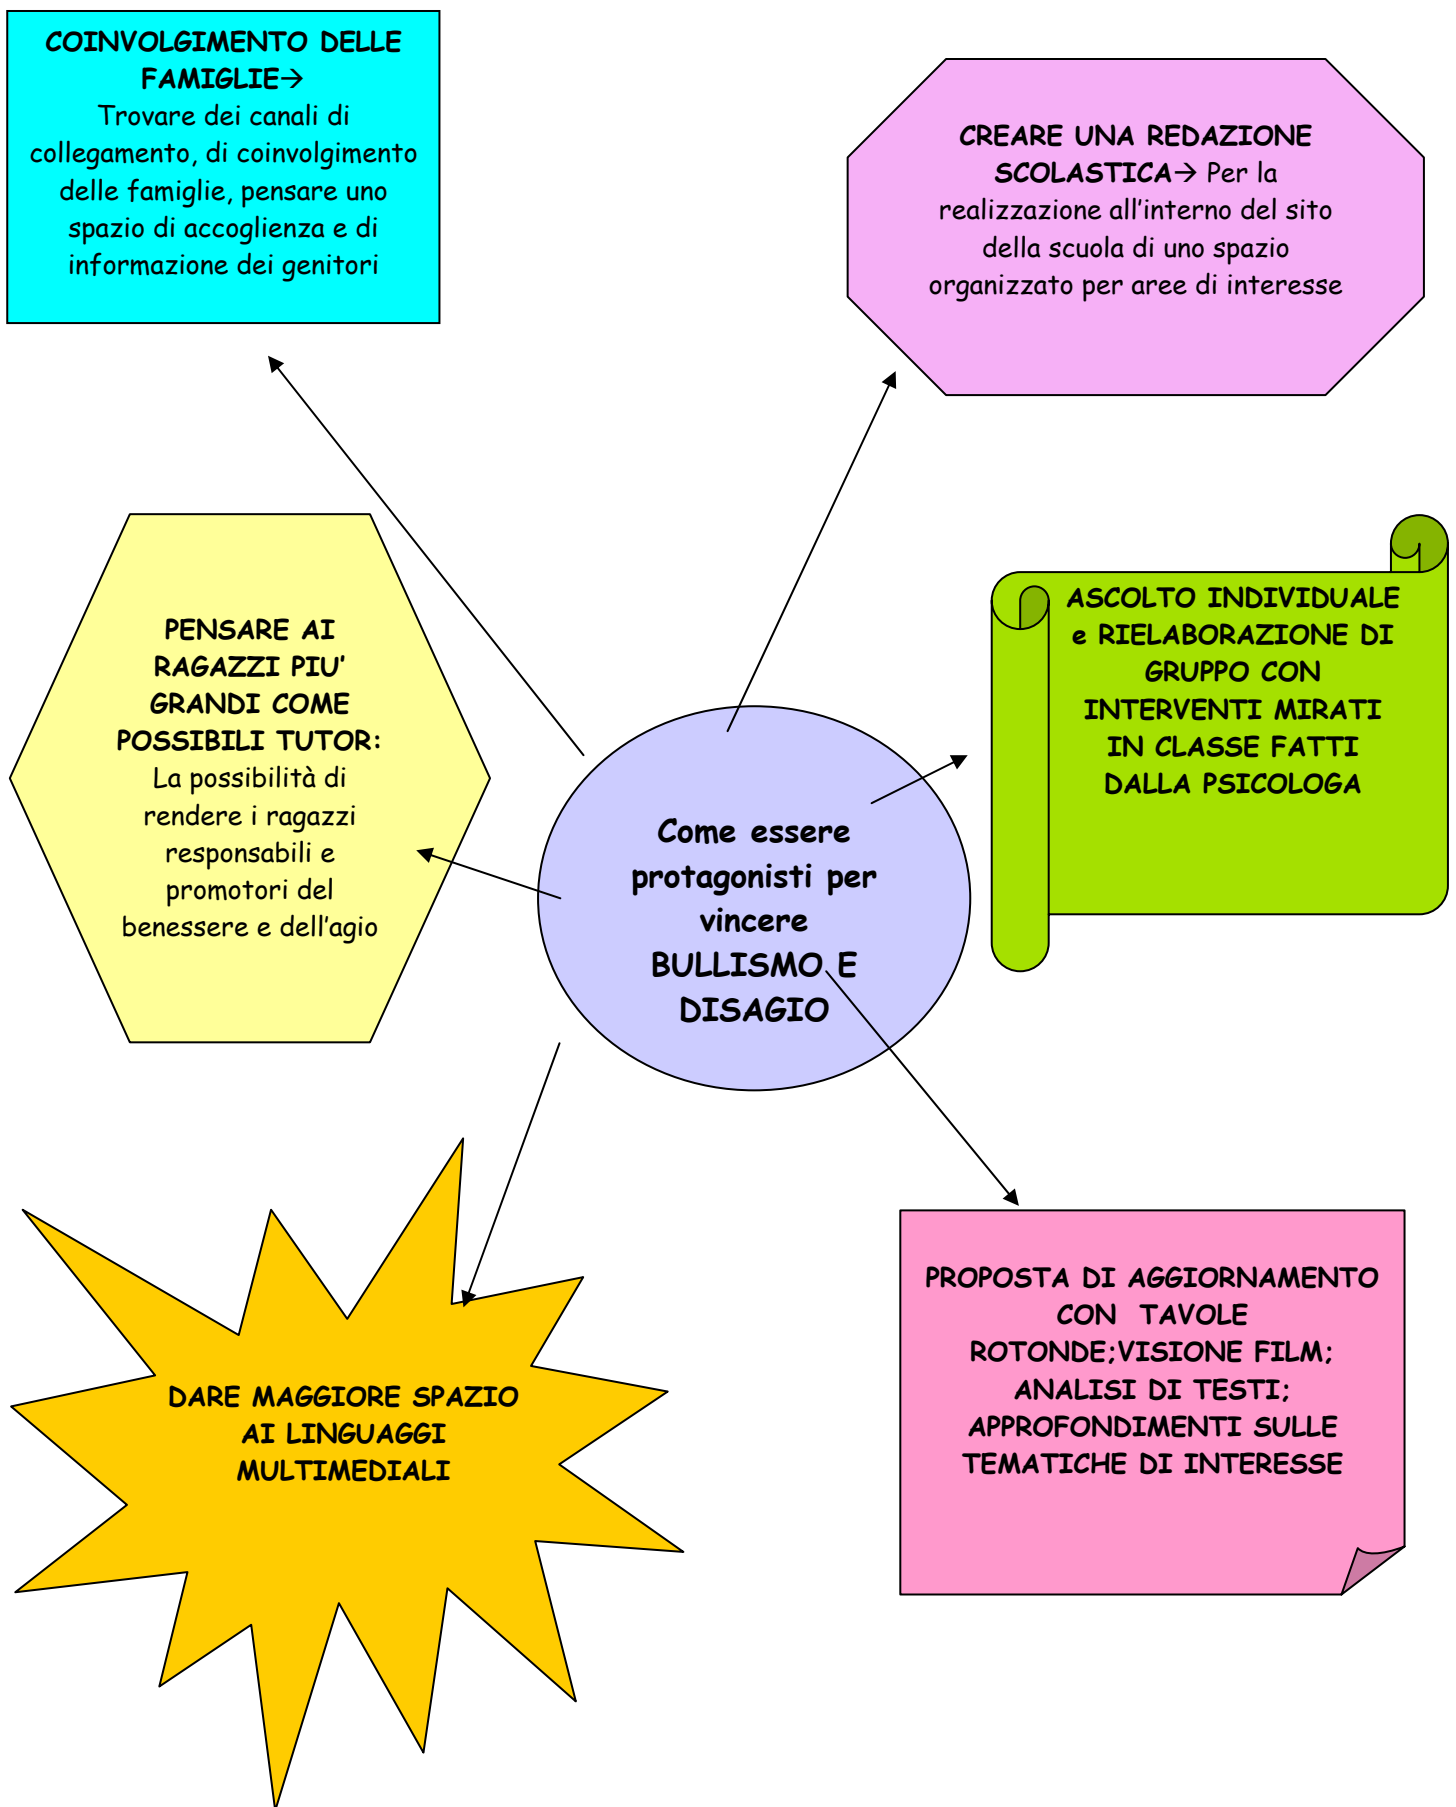 COINVOLGIMENTO DELLE
FAMIGLIE→
Trovare dei canali di
collegamento, di coinvolgimento
delle famiglie, pensare uno
spazio di accoglienza e di
informazione dei genitori
CREARE UNA REDAZIONE
SCOLASTICA→ Per la
realizzazione all'interno del sito
della scuola di uno spazio
organizzato per aree di interesse
PENSARE AI
RAGAZZI PIU'
GRANDI COME
POSSIBILI TUTOR:
La possibilità di
rendere i ragazzi
responsabili e
promotori del
benessere e dell'agio
ASCOLTO INDIVIDUALE
e RIELABORAZIONE DI
GRUPPO CON
INTERVENTI MIRATI
IN CLASSE FATTI
DALLA PSICOLOGA
Come essere
protagonisti per
vincere
BULLISMO E
DISAGIO
DARE MAGGIORE SPAZIO
AI LINGUAGGI
MULTIMEDIALI
PROPOSTA DI AGGIORNAMENTO
CON  TAVOLE
ROTONDE;VISIONE FILM;
ANALISI DI TESTI;
APPROFONDIMENTI SULLE
TEMATICHE DI INTERESSE